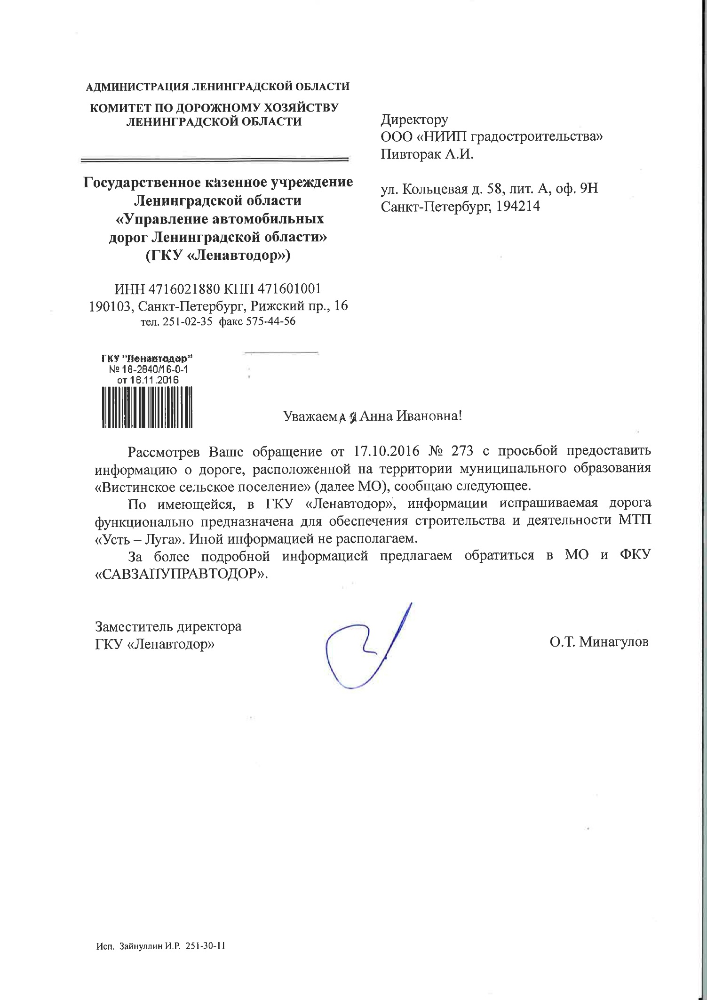 АДМИНИСТРАЦИЯ ЛЕНИНГРАДСКОЙ ОБЛАСТИ
КОМИТЕТ ПО ДОРОЖНОМУ ХОЗЯЙСТВУ
ЛЕНИНГРАДСКОЙ ОБЛАСТИ
Государственное казенное учреждение
Ленинградской области
«Управление автомобильных
дорог Ленинградской области»
(ГКУ «Ленавтодор»)
ИНН 4716021880 КПП 471601001
190103, Санкт-Петербург, Рижский пр., 16
тел. 251-02-35 факс 575-44-56
Директору
ООО «НИИП градостроительства»
Пивторак А.И.
ул. Кольцевая д. 58, лит. А, оф. 9Н
Санкт-Петербург, 194214
ГКУ "Ленавтодор"
№ 18-2840/16-0-1
от 18.11.2016
Уважаемая Анна Ивановна!
Рассмотрев Ваше обращение от 17.10.2016 № 273 с просьбой предоставить
информацию о дороге, расположенной на территории муниципального образования
«Вистинское сельское поселение» (далее МО), сообщаю следующее.
По имеющейся, в ГКУ «Ленавтодор», информации испрашиваемая дорога
функционально предназначена для обеспечения строительства и деятельности МТП
«Усть – Луга». Иной информацией не располагаем.
За более подробной информацией предлагаем обратиться в МО и ФКУ
«САВЗАПУПРАВТОДОР».
Заместитель директора
ГКУ «Ленавтодор»
О.Т. Минагулов
Исп. Зайнуллин И.Р. 251-30-11